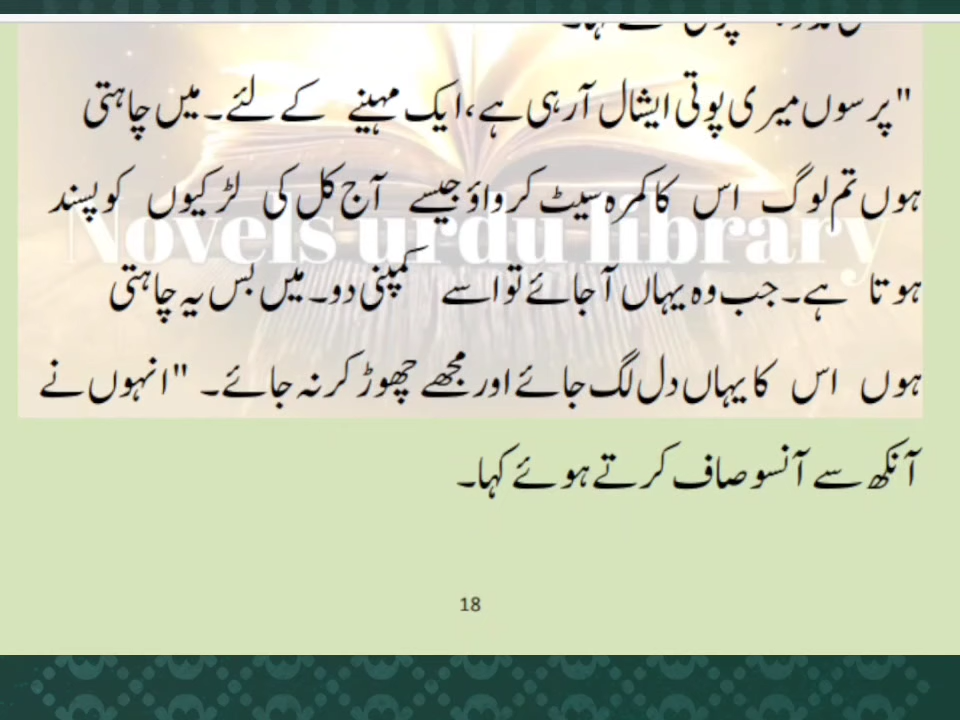 "پرسوں میری پوتی ایشال آرہی ہے، ایک مہینے کے لئے۔ میں چاہتی
ہوں تم لوگ اس کا کمرہ سیٹ کرواؤ جیسے آج کل کی لڑکیوں کو پسند
Novels urdu library
ہوتا ہے۔ جب وہ یہاں آجائے تو اسے کمپنی دو۔ میں بس یہ چاہتی
ہوں اس کا یہاں دل لگ جائے اور مجھے چھوڑ کر نہ جائے۔ "انہوں نے
آنکھ سے آنسو صاف کرتے ہوئے کہا۔
18